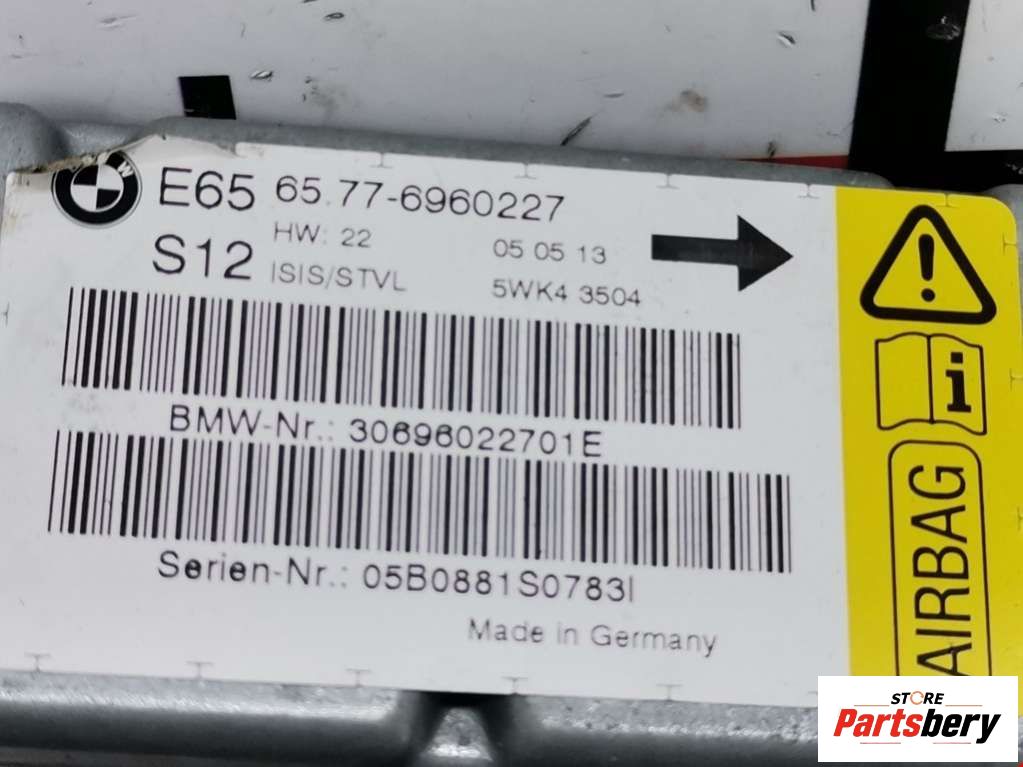 E65 65.77-6960227
S12 HW: 22 05 05 13
ISIS/STVL 5WK4 3504
BMW-Nr.: 30696022701E
Serien-Nr.: 05B0881S0783I
Made in Germany
i
AIRBAG
STORE
Partsbery